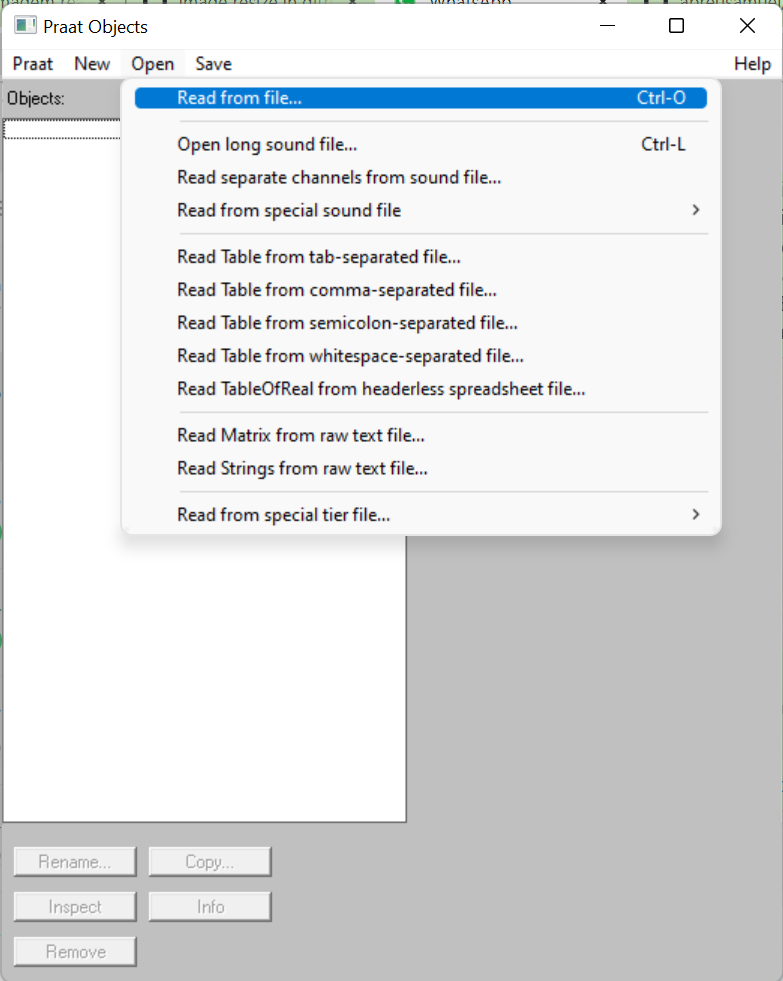 Praat Objects
Praat New Open Save Help
Objects:
Read from file... Ctrl-O
Open long sound file... Ctrl-L
Read separate channels from sound file...
Read from special sound file
Read Table from tab-separated file...
Read Table from comma-separated file...
Read Table from semicolon-separated file...
Read Table from whitespace-separated file...
Read TableOfReal from headerless spreadsheet file...
Read Matrix from raw text file...
Read Strings from raw text file...
Read from special tier file...
Rename... Copy...
Inspect Info
Remove